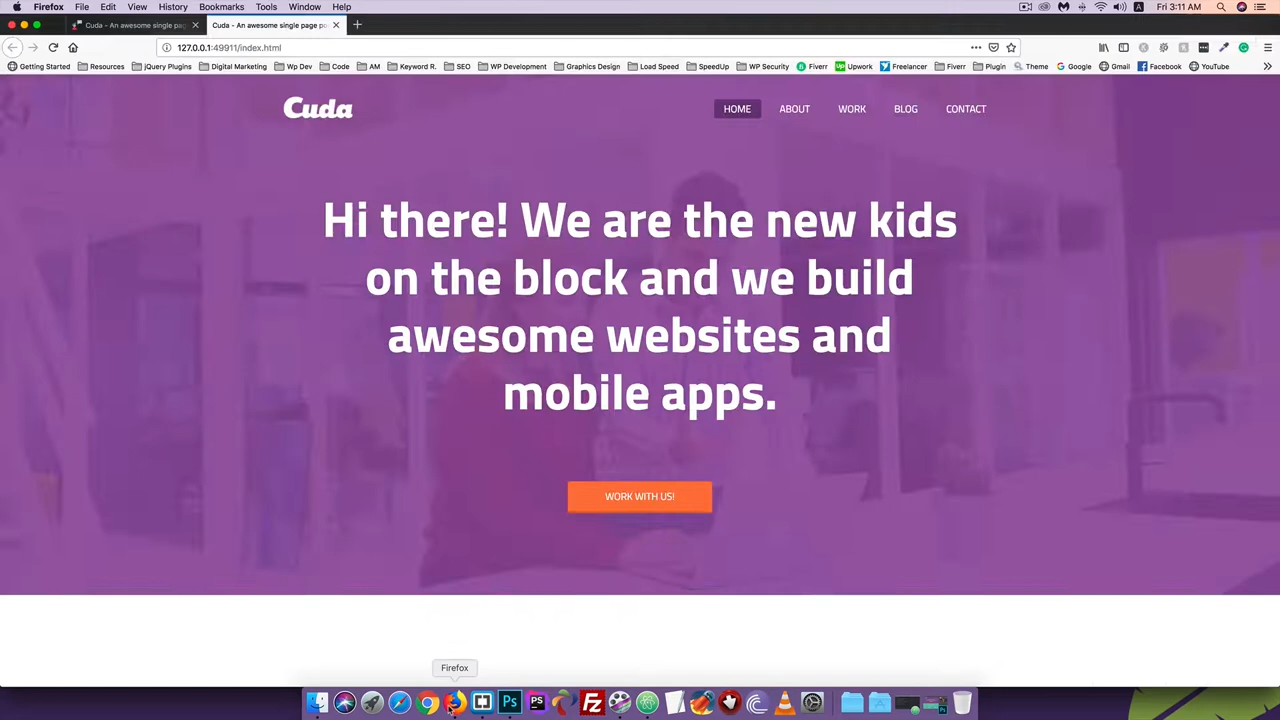 Firefox File Edit View History Bookmarks Tools Window Help Fri 3:11 AM
Cuda - An awesome single pag Cuda - An awesome single page po
127.0.0.1:49911/index.html
Getting Started Resources jQuery Plugins Digital Marketing Wp Dev Code AM Keyword R. SEO WP Development Graphics Design Load Speed SpeedUp WP Security Fiverr Upwork Freelancer Fiverr Plugin Theme Google Gmail Facebook YouTube
Cuda HOME ABOUT WORK BLOG CONTACT
Hi there! We are the new kids
on the block and we build
awesome websites and
mobile apps.
WORK WITH US!
Firefox
Ps PS FZ